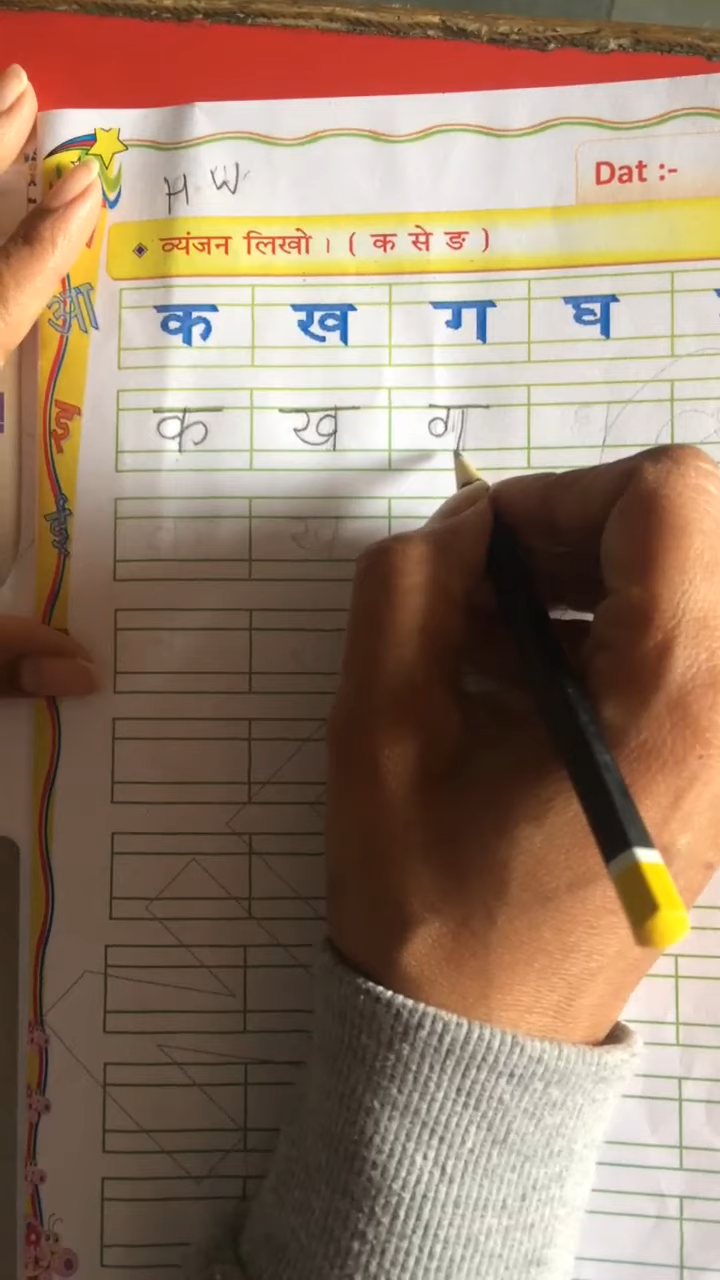 H W
Dat :-
व्यंजन लिखो । ( क से ङ )
क ख ग घ
क ख ग
आ
इ